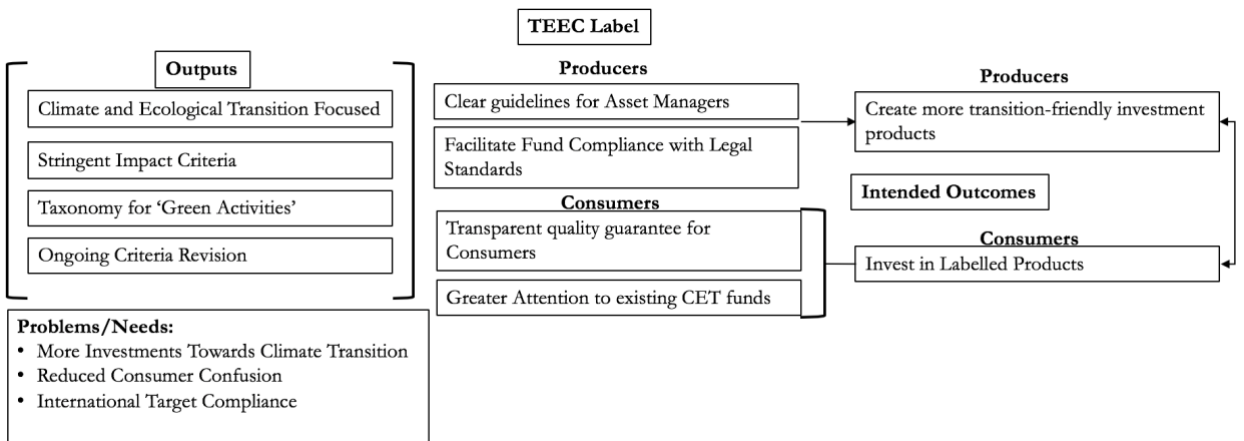 TEEC Label
Outputs
Climate and Ecological Transition Focused
Stringent Impact Criteria
Taxonomy for ‘Green Activities’
Ongoing Criteria Revision
Problems/Needs:
• More Investments Towards Climate Transition
• Reduced Consumer Confusion
• International Target Compliance
Producers
Clear guidelines for Asset Managers
Facilitate Fund Compliance with Legal
Standards
Consumers
Transparent quality guarantee for
Consumers
Greater Attention to existing CET funds
Producers
Create more transition-friendly investment
products
Intended Outcomes
Consumers
Invest in Labelled Products